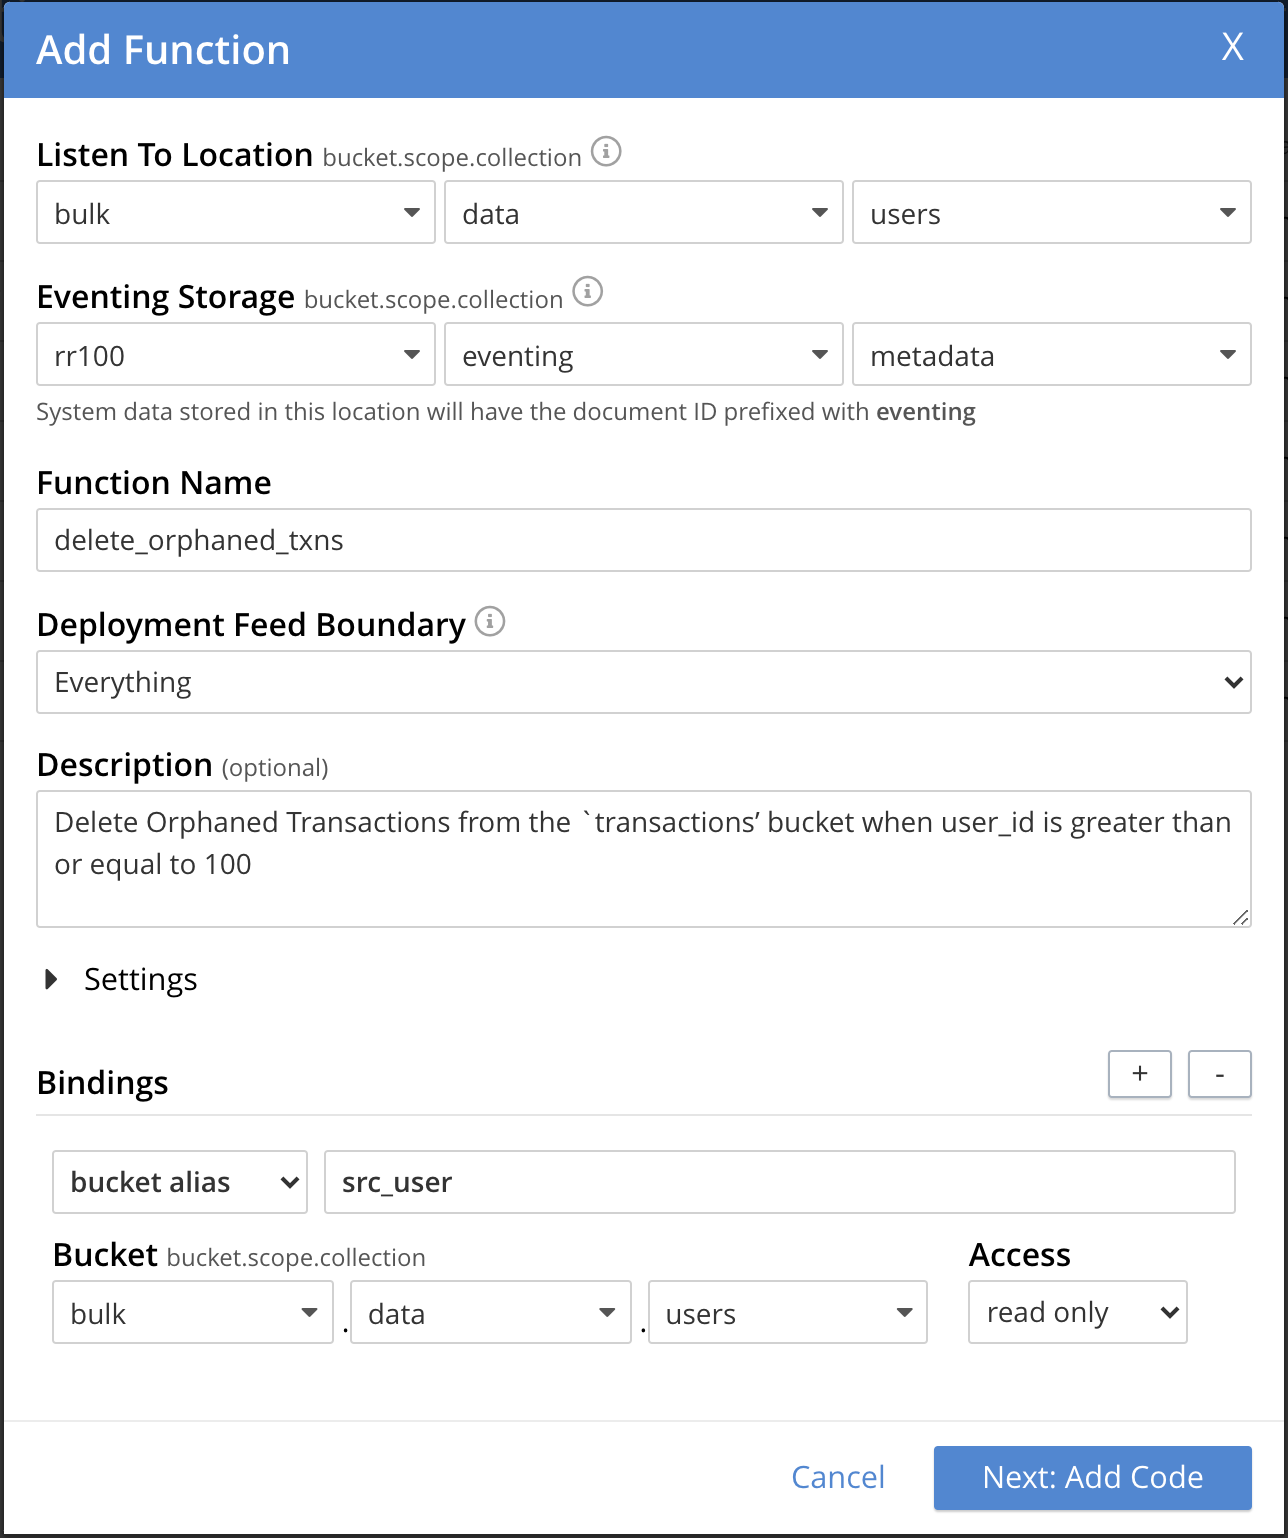 Add Function X
Listen To Location bucket.scope.collection
bulk data users
Eventing Storage bucket.scope.collection
rr100 eventing metadata
System data stored in this location will have the document ID prefixed with eventing
Function Name
delete_orphaned_txns
Deployment Feed Boundary
Everything
Description (optional)
Delete Orphaned Transactions from the `transactions’ bucket when user_id is greater than
or equal to 100
Settings
Bindings + -
bucket alias src_user
Bucket bucket.scope.collection Access
bulk . data . users read only
Cancel Next: Add Code